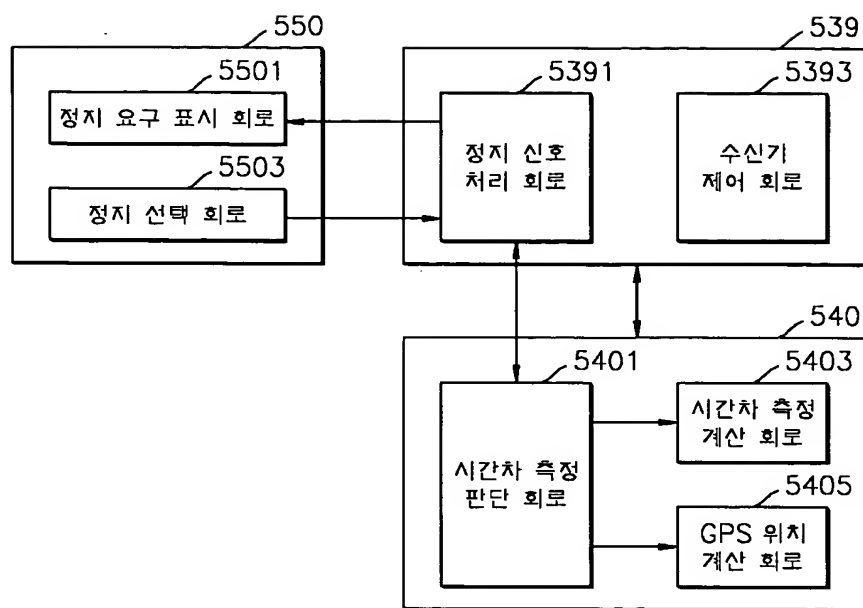 550
5501
정지 요구 표시 회로
5503
정지 선택 회로
539
5391
정지 신호
처리 회로
5393
수신기
제어 회로
540
5401
시간차 측정
판단 회로
5403
시간차 측정
계산 회로
5405
GPS 위치
계산 회로